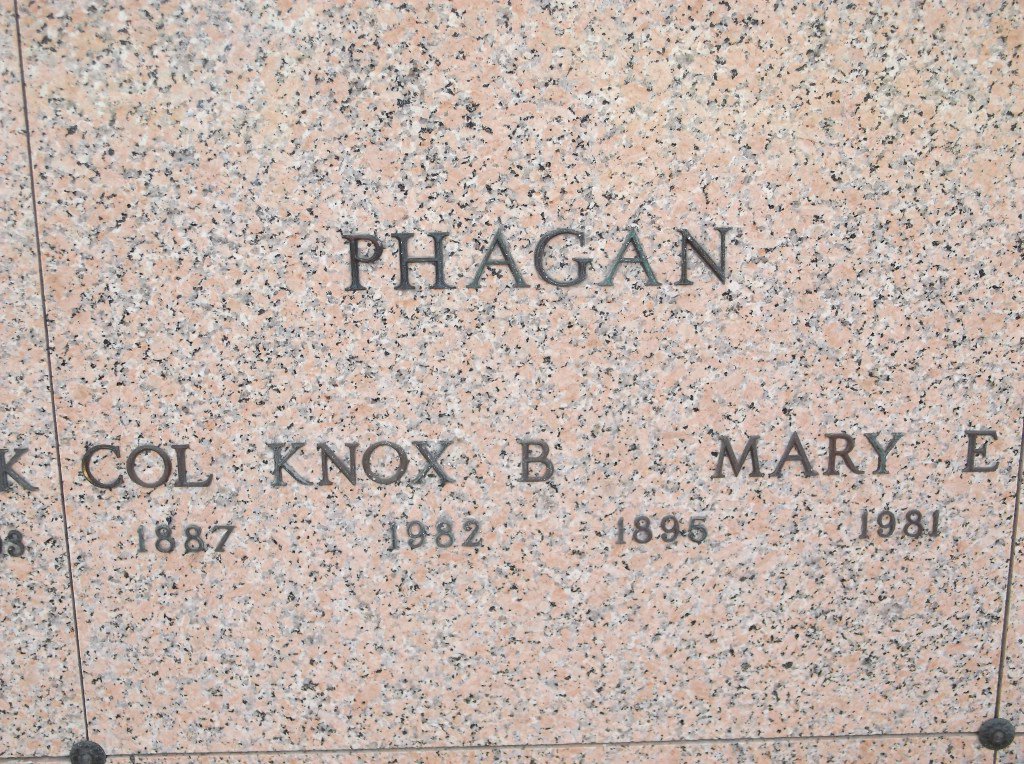 PHAGAN
K COL KNOX B MARY E
1887 1982 1895 1981